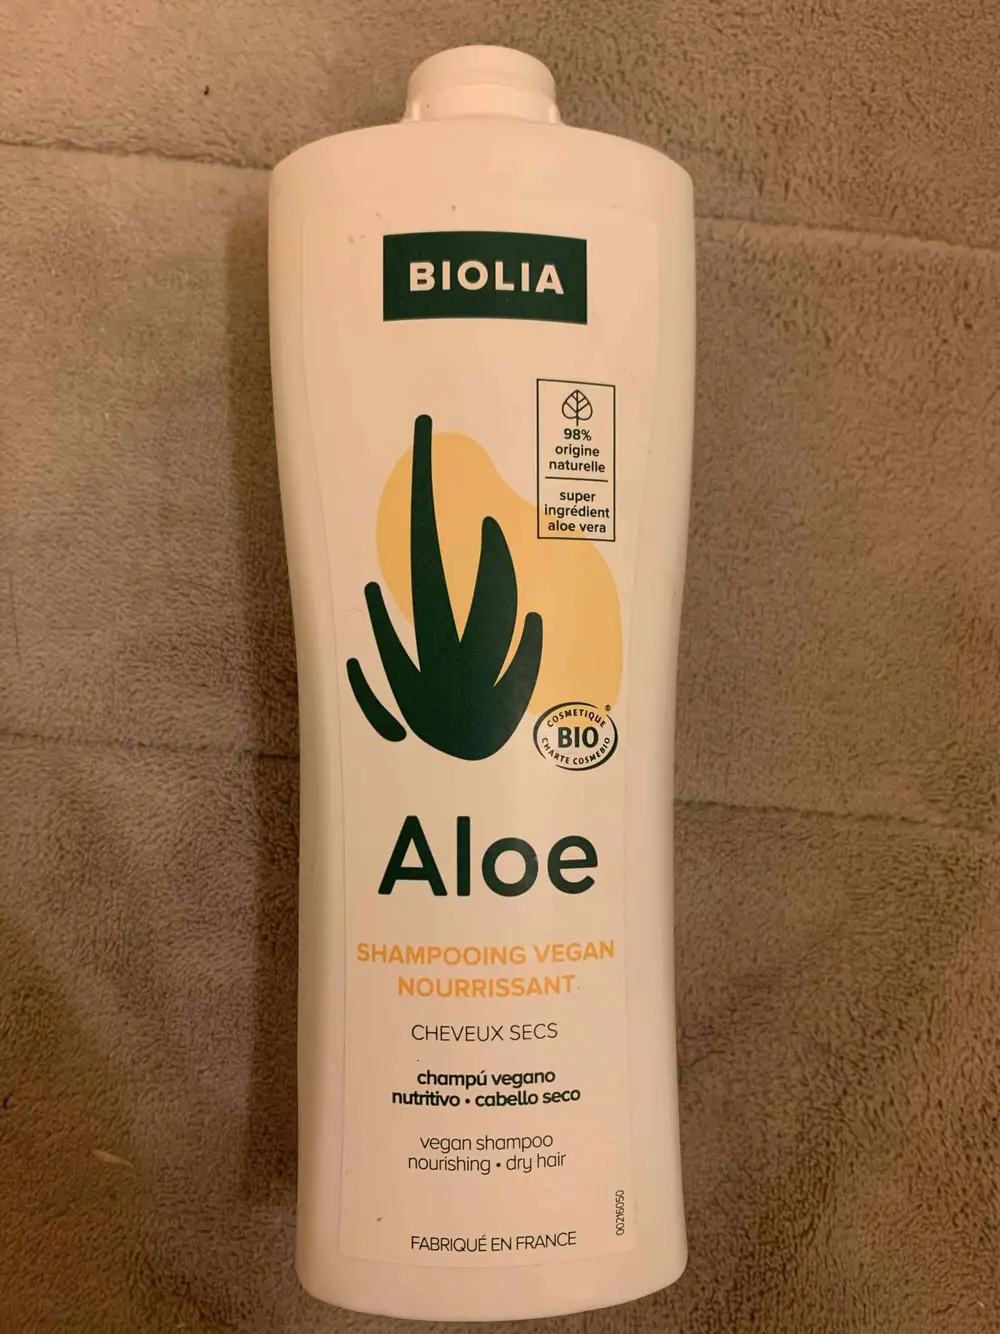 BIOLIA
98%
origine
naturelle
super
ingrédient
aloe vera
COSMETIQUE ®
BIO
CHARTE COSMEBIO
Aloe
SHAMPOOING VEGAN
NOURRISSANT
CHEVEUX SECS
champú vegano
nutritivo • cabello seco
vegan shampoo
nourishing • dry hair
00216050
FABRIQUÉ EN FRANCE